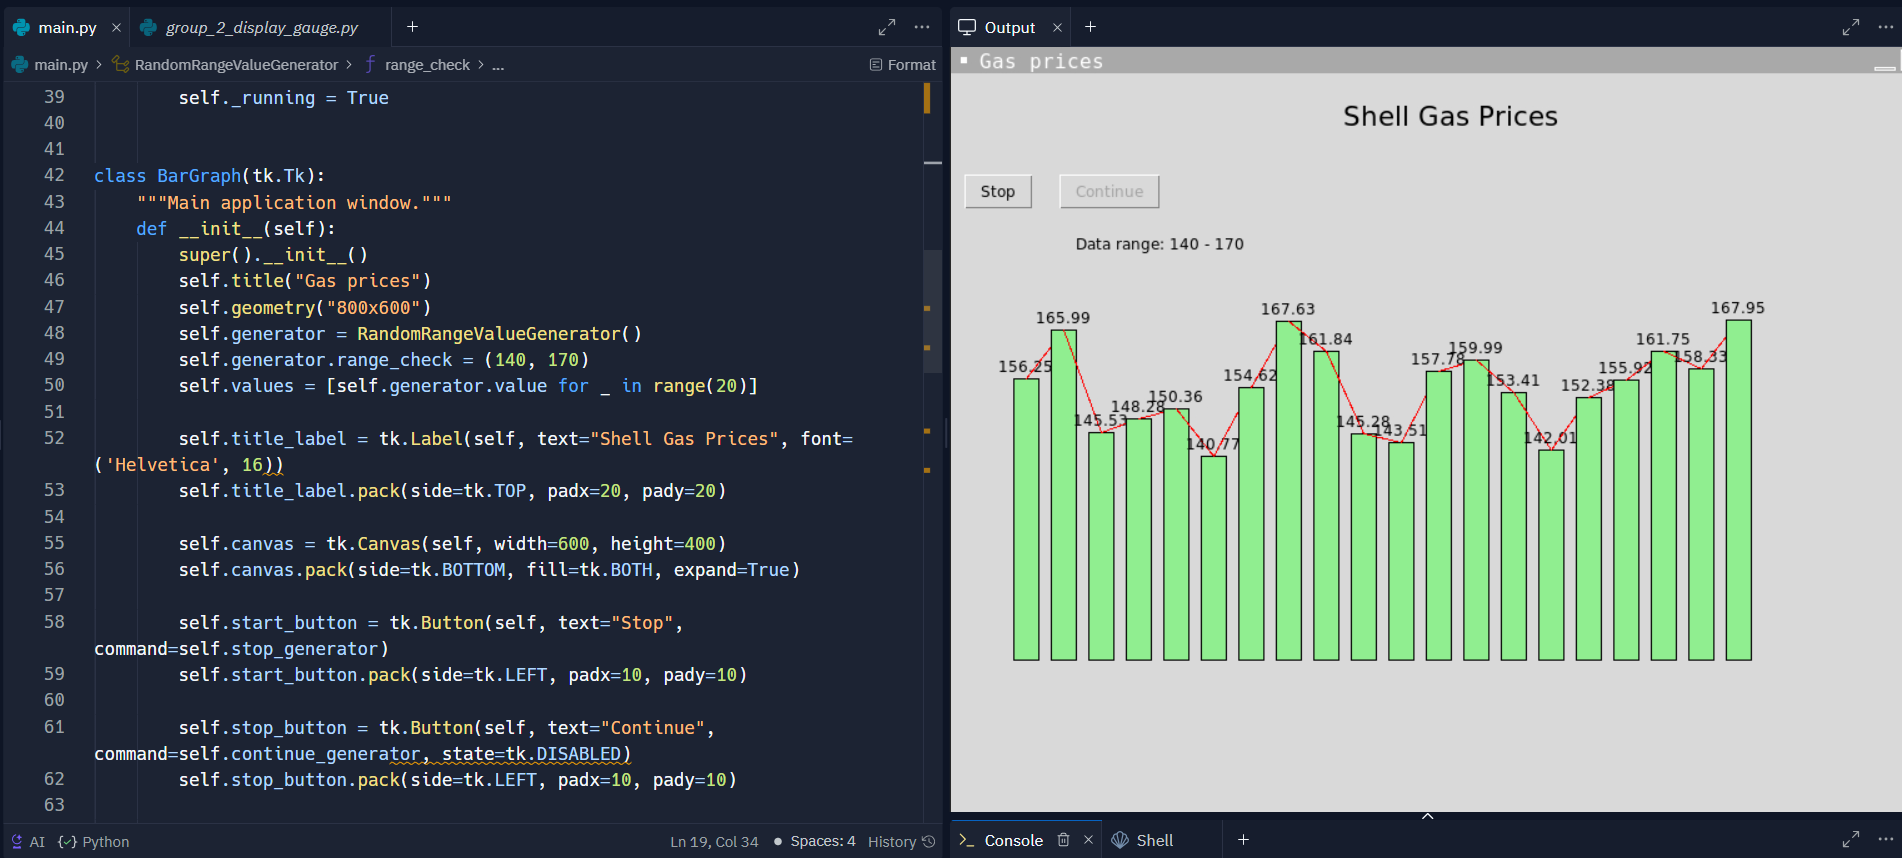 main.py
group_2_display_gauge.py
main.py > RandomRangeValueGenerator > range_check > ...
Format
39 self._running = True
40
41
42 class BarGraph(tk.Tk):
43 """Main application window."""
44 def __init__(self):
45 super().__init__()
46 self.title("Gas prices")
47 self.geometry("800x600")
48 self.generator = RandomRangeValueGenerator()
49 self.generator.range_check = (140, 170)
50 self.values = [self.generator.value for _ in range(20)]
51
52 self.title_label = tk.Label(self, text="Shell Gas Prices", font=
('Helvetica', 16))
53 self.title_label.pack(side=tk.TOP, padx=20, pady=20)
54
55 self.canvas = tk.Canvas(self, width=600, height=400)
56 self.canvas.pack(side=tk.BOTTOM, fill=tk.BOTH, expand=True)
57
58 self.start_button = tk.Button(self, text="Stop",
command=self.stop_generator)
59 self.start_button.pack(side=tk.LEFT, padx=10, pady=10)
60
61 self.stop_button = tk.Button(self, text="Continue",
command=self.continue_generator, state=tk.DISABLED)
62 self.stop_button.pack(side=tk.LEFT, padx=10, pady=10)
63
AI {✓} Python
Ln 19, Col 34 ● Spaces: 4 History
Output
Gas prices
Shell Gas Prices
Stop
Continue
Data range: 140 - 170
156.25
165.99
145.53
148.28
150.36
140.77
154.62
167.63
161.84
145.28
143.51
157.78
159.99
153.41
142.01
152.38
155.92
161.75
158.33
167.95
Console
Shell